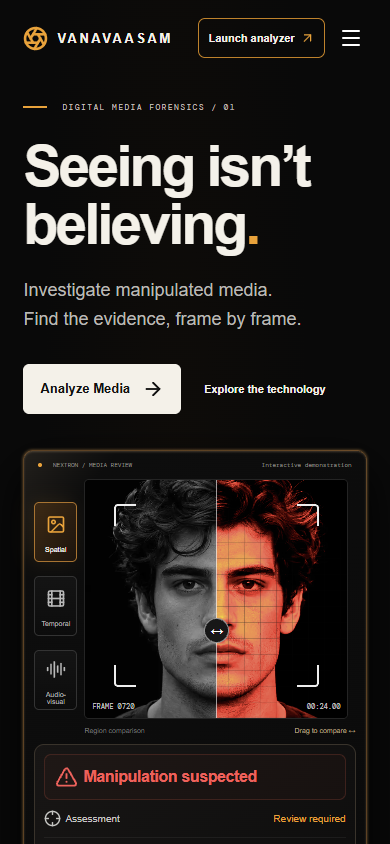 VANAVAASAM
Launch analyzer
DIGITAL MEDIA FORENSICS / 01
Seeing isn’t
believing.
Investigate manipulated media.
Find the evidence, frame by frame.
Analyze Media
Explore the technology
NEXTRON / MEDIA REVIEW
Interactive demonstration
Spatial
Temporal
Audio-
visual
FRAME 0720
00:24.00
Region comparison
Drag to compare ↔
Manipulation suspected
Assessment
Review required